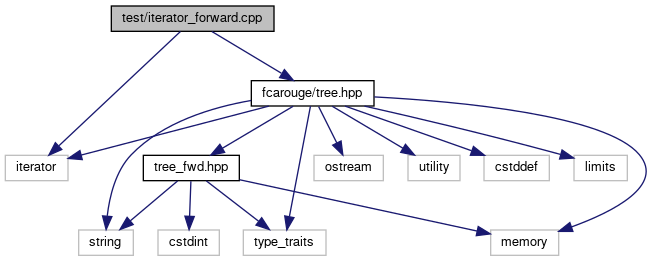 test/iterator_forward.cpp
fcarouge/tree.hpp
iterator
tree_fwd.hpp
ostream
utility
cstddef
limits
string
cstdint
type_traits
memory